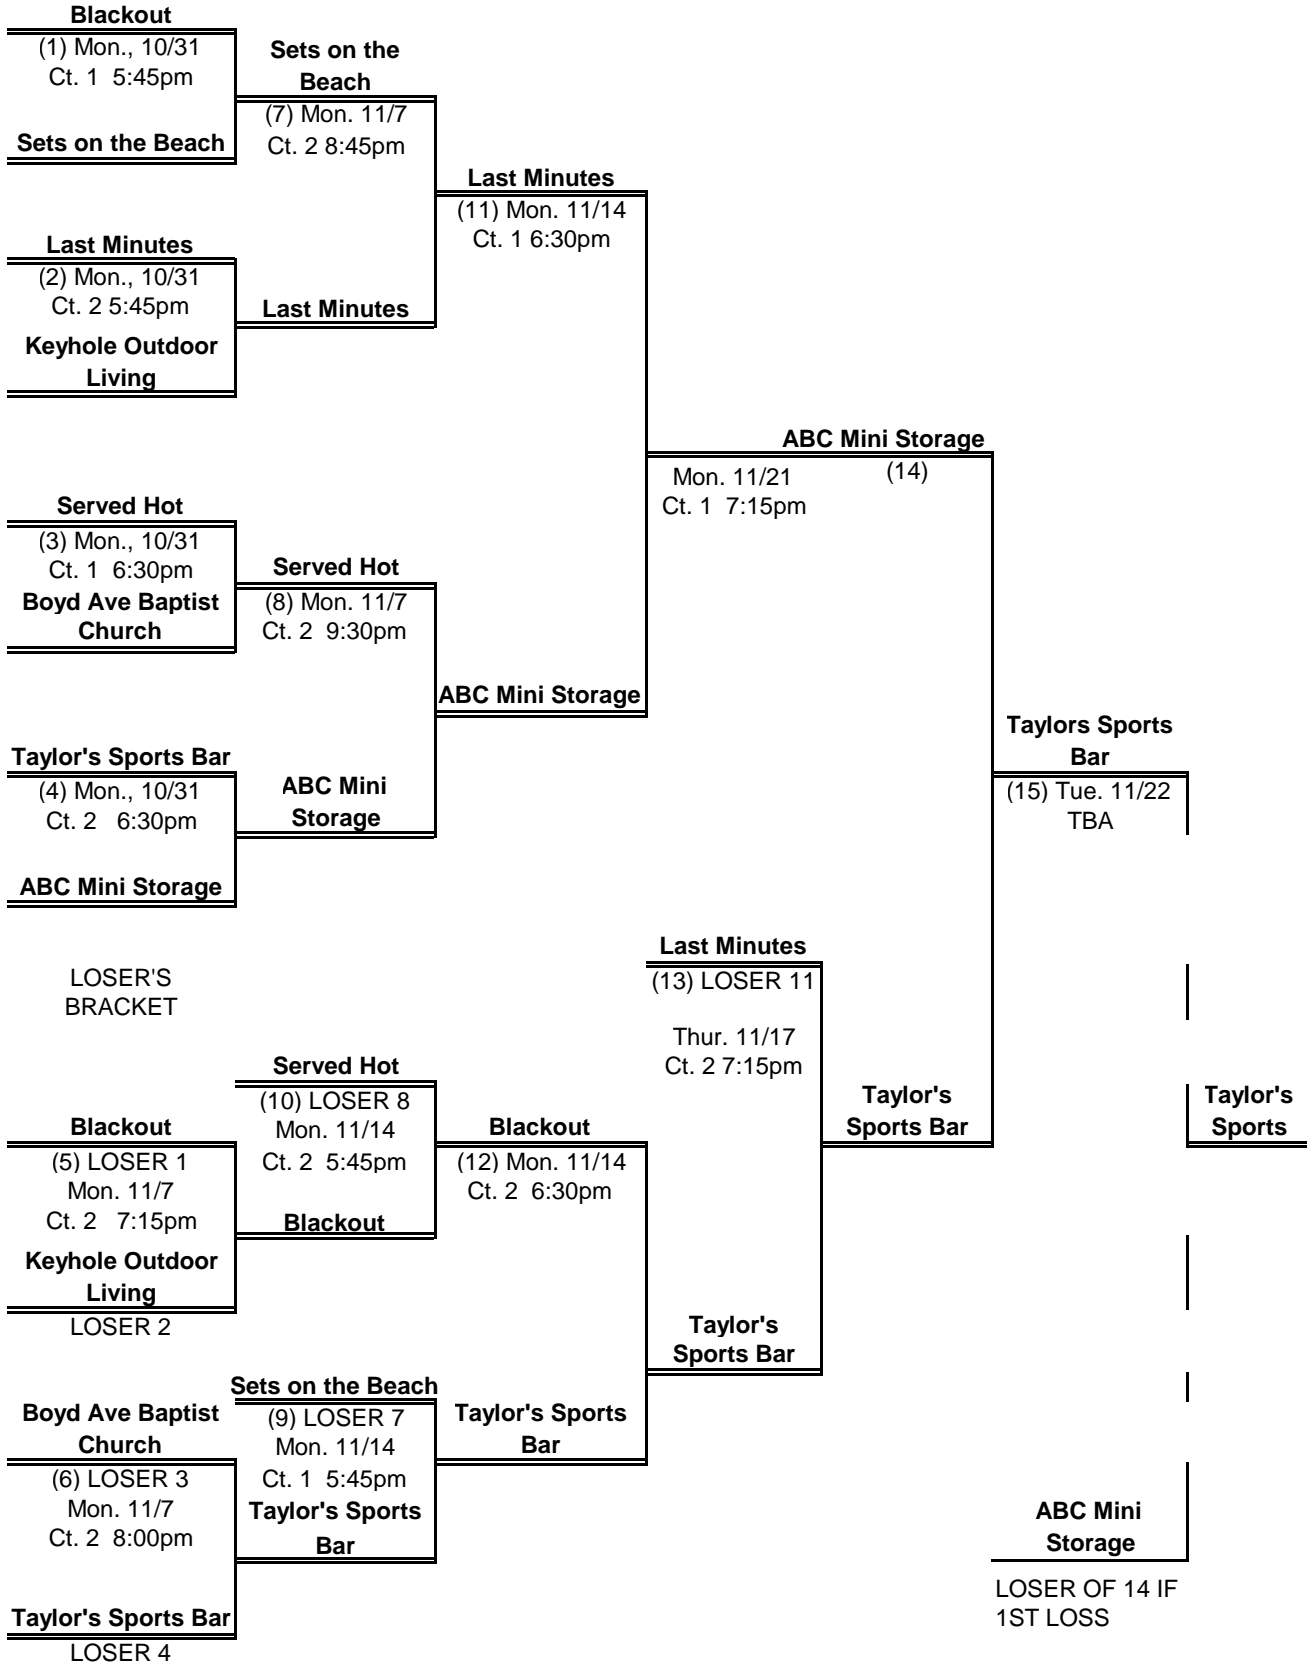 Blackout
(1) Mon., 10/31
Ct. 1 5:45pm
Sets on the Beach
Sets on the
Beach
(7) Mon. 11/7
Ct. 2 8:45pm
Last Minutes
(11) Mon. 11/14
Ct. 1 6:30pm
Last Minutes
(2) Mon., 10/31
Ct. 2 5:45pm
Keyhole Outdoor
Living
Last Minutes
ABC Mini Storage
(14)
Mon. 11/21
Ct. 1 7:15pm
Served Hot
(3) Mon., 10/31
Ct. 1 6:30pm
Boyd Ave Baptist
Church
Served Hot
(8) Mon. 11/7
Ct. 2 9:30pm
ABC Mini Storage
Taylor's Sports Bar
(4) Mon., 10/31
Ct. 2 6:30pm
ABC Mini Storage
ABC Mini
Storage
Taylors Sports
Bar
(15) Tue. 11/22
TBA
LOSER'S
BRACKET
Last Minutes
(13) LOSER 11
Thur. 11/17
Ct. 2 7:15pm
Served Hot
(10) LOSER 8
Mon. 11/14
Ct. 2 5:45pm
Blackout
Blackout
(5) LOSER 1
Mon. 11/7
Ct. 2 7:15pm
Keyhole Outdoor
Living
LOSER 2
Blackout
(12) Mon. 11/14
Ct. 2 6:30pm
Taylor's
Sports Bar
Taylor's
Sports
Taylor's
Sports Bar
Sets on the Beach
(9) LOSER 7
Mon. 11/14
Ct. 1 5:45pm
Taylor's Sports
Bar
Taylor's Sports
Bar
Boyd Ave Baptist
Church
(6) LOSER 3
Mon. 11/7
Ct. 2 8:00pm
Taylor's Sports Bar
LOSER 4
ABC Mini
Storage
LOSER OF 14 IF
1ST LOSS